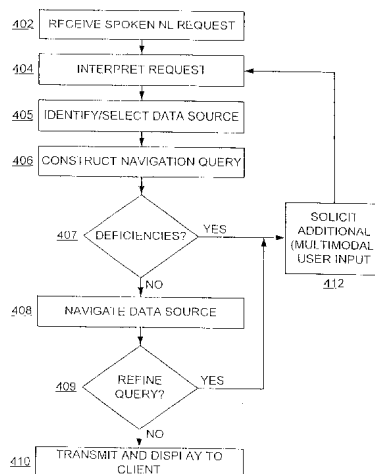 402
RECEIVE SPOKEN NL REQUEST
404
INTERPRET REQUEST
405
IDENTIFY/SELECT DATA SOURCE
406
CONSTRUCT NAVIGATION QUERY
407
DEFICIENCIES?
YES
NO
SOLICIT
ADDITIONAL
(MULTIMODAL
USER INPUT
412
408
NAVIGATE DATA SOURCE
409
REFINE
QUERY?
YES
NO
410
TRANSMIT AND DISPLAY TO
CLIENT